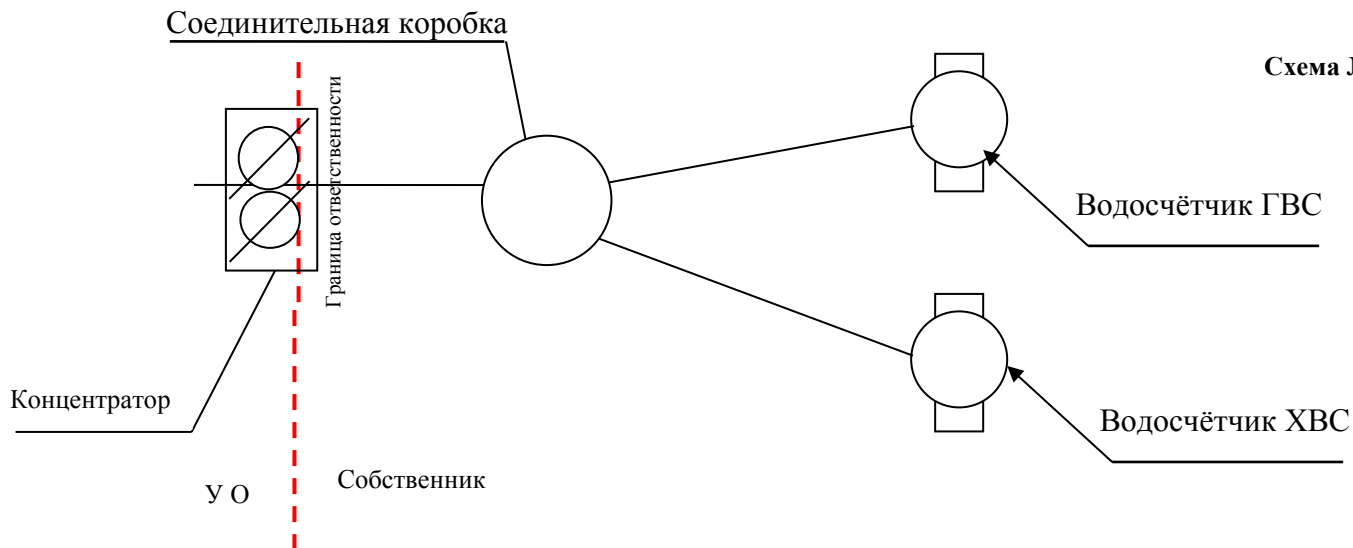 Соединительная коробка
Схема
Граница ответственности
Водосчётчик ГВС
Концентратор
Водосчётчик ХВС
У О
Собственник